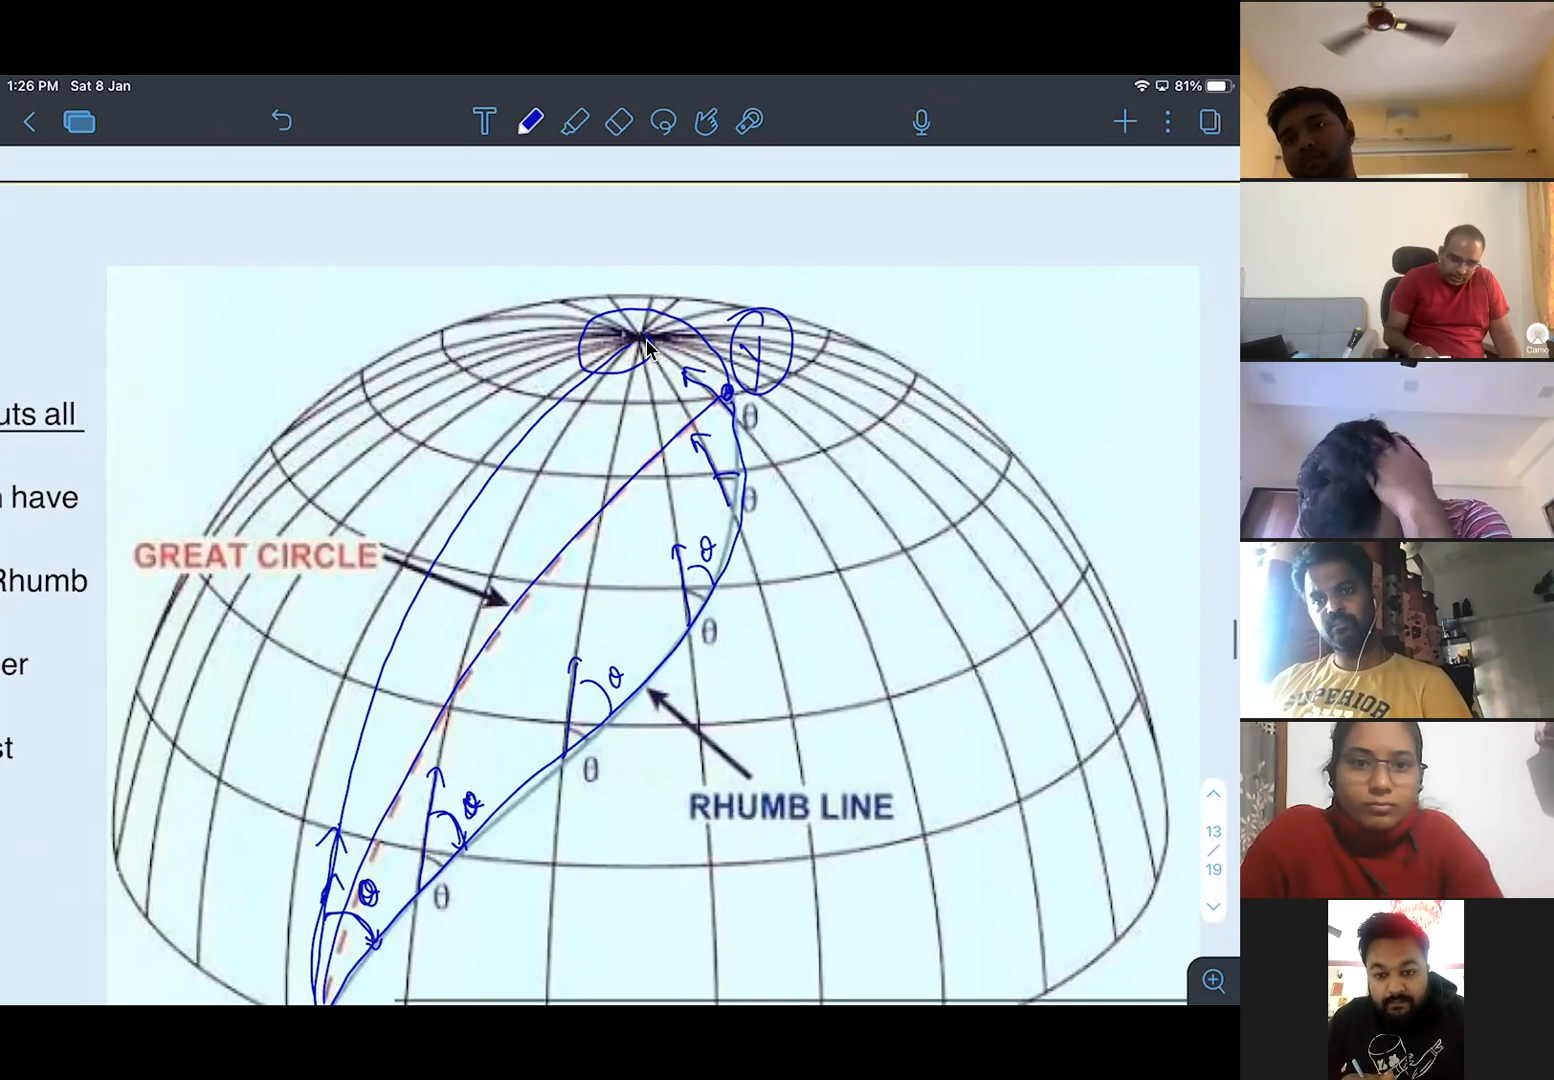 1:26 PM Sat 8 Jan
81%
uts all
have
Rhumb
er
st
GREAT CIRCLE
RHUMB LINE
Y
θ
θ
θ
θ
θ
θ
θ
θ
θ
13
/
19
SUPERIOR
Camo